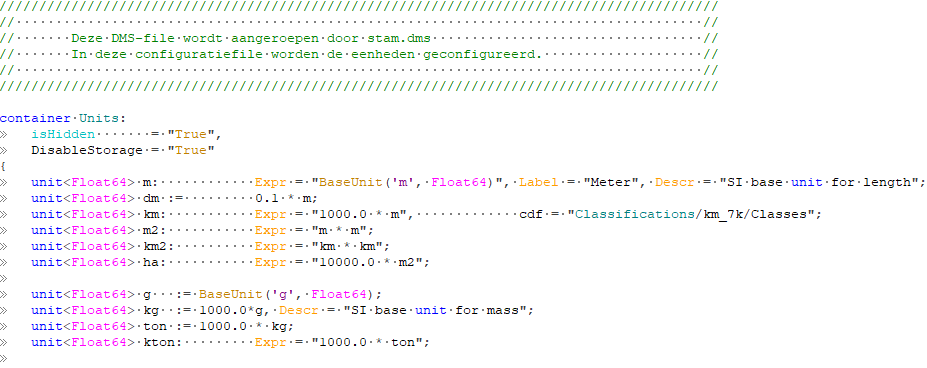 ///////////////////////////////////////////////////////////////////////////////////////////
// //
// Deze DMS-file wordt aangeroepen door stam.dms //
// In deze configuratiefile worden de eenheden geconfigureerd. //
// //
///////////////////////////////////////////////////////////////////////////////////////////
container Units:
isHidden = "True",
DisableStorage = "True"
{
unit<Float64> m: Expr = "BaseUnit('m', Float64)", Label = "Meter", Descr = "SI base unit for length";
unit<Float64> dm := 0.1 * m;
unit<Float64> km: Expr = "1000.0 * m", cdf = "Classifications/km_7k/Classes";
unit<Float64> m2: Expr = "m * m";
unit<Float64> km2: Expr = "km * km";
unit<Float64> ha: Expr = "10000.0 * m2";
unit<Float64> g := BaseUnit('g', Float64);
unit<Float64> kg := 1000.0*g, Descr = "SI base unit for mass";
unit<Float64> ton := 1000.0 * kg;
unit<Float64> kton: Expr = "1000.0 * ton";